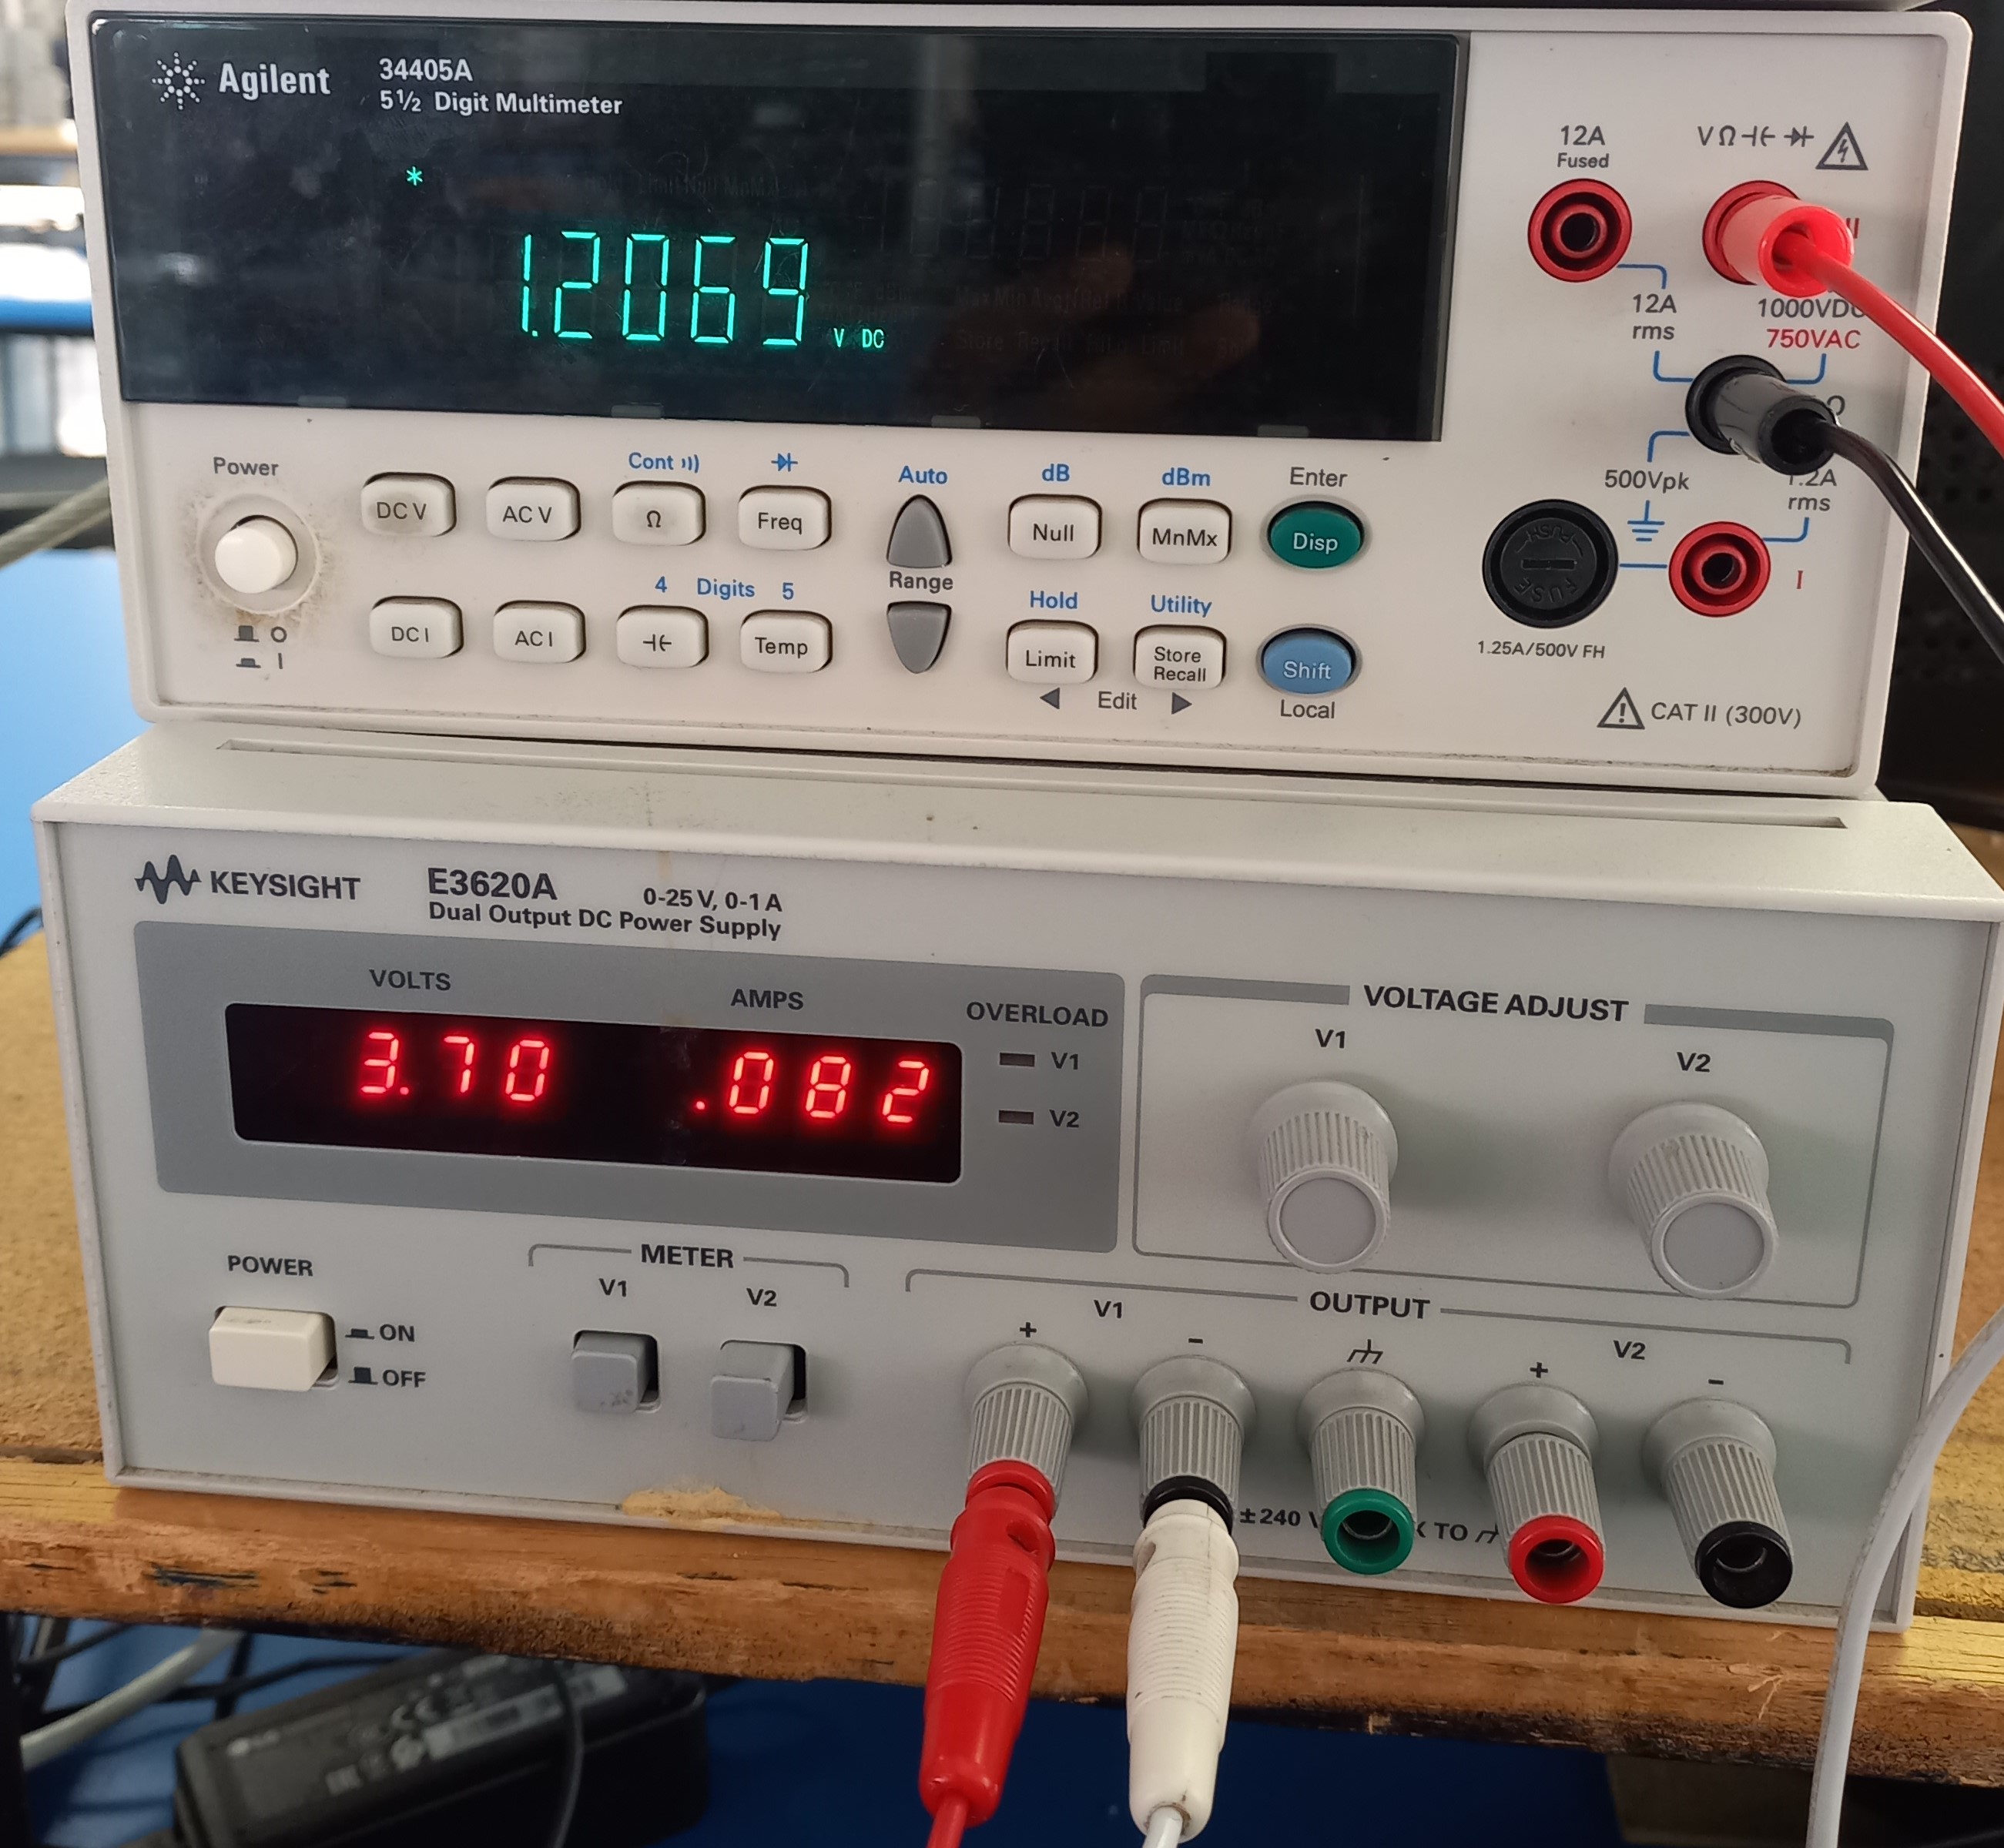 Agilent
34405A
5½ Digit Multimeter
*
1.2069 V DC
12A
Fused
V Ω
12A
rms
1000VDC
750VAC
500Vpk
1.2A
rms
I
FUSE
PUSH
1.25A/500V FH
CAT II (300V)
Power
O
I
DC V
AC V
Cont
Ω
Freq
Auto
Range
dB
Null
dBm
MnMx
Enter
Disp
DC I
AC I
4 Digits 5
Temp
Hold
Limit
Utility
Store
Recall
Edit
Shift
Local
KEYSIGHT
E3620A 0-25 V, 0-1 A
Dual Output DC Power Supply
VOLTS
AMPS
3.70
.082
OVERLOAD
V1
V2
VOLTAGE ADJUST
V1
V2
POWER
ON
OFF
METER
V1
V2
OUTPUT
V1
+
-
V2
+
-
±240 V
TO